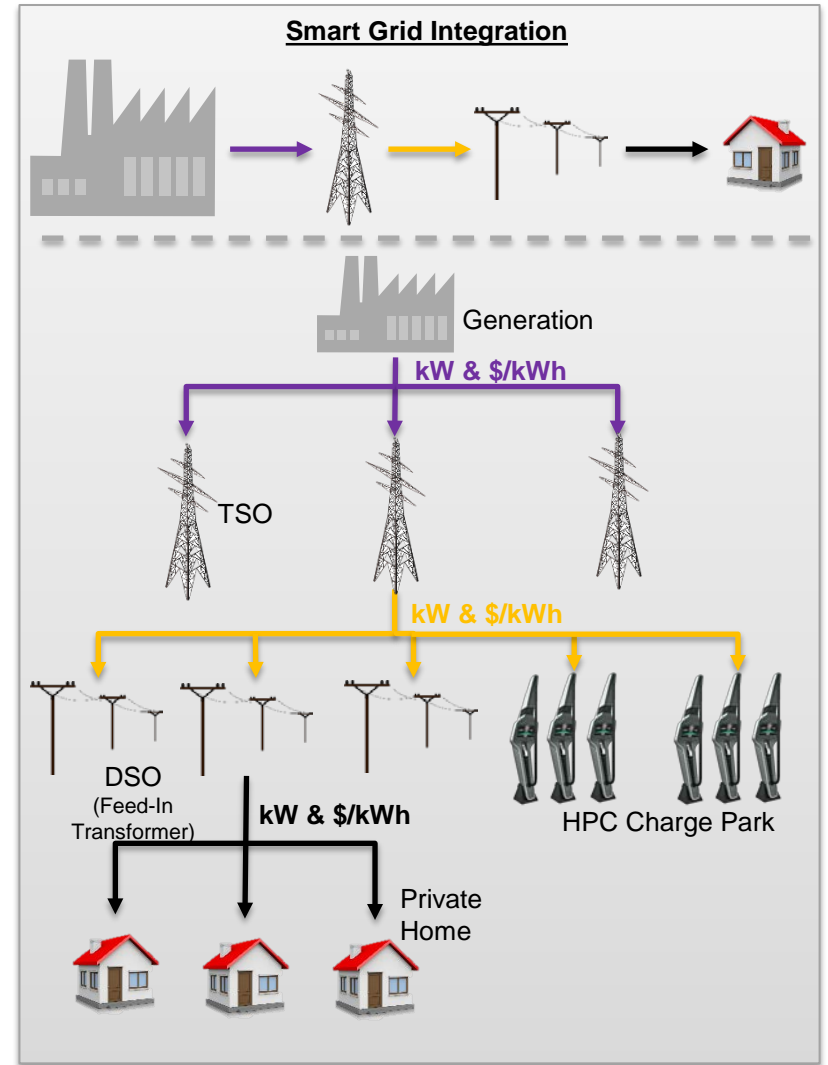 Smart Grid Integration
Generation
kW & $/kWh
TSO
kW & $/kWh
DSO
(Feed-In
Transformer)
kW & $/kWh
HPC Charge Park
Private
Home